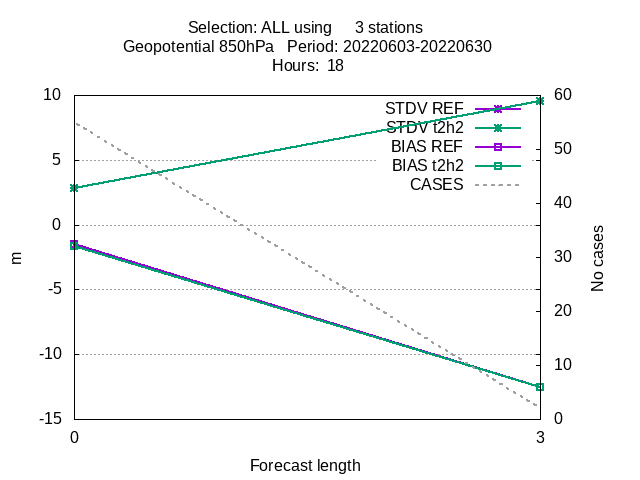 Selection: ALL using     3 stations
Geopotential 850hPa   Period: 20220603-20220630
Hours:  18
10
5
0
-5
-10
-15
m
STDV REF
STDV t2h2
BIAS REF
BIAS t2h2
CASES
60
50
40
30
20
10
0
No cases
0
3
Forecast length